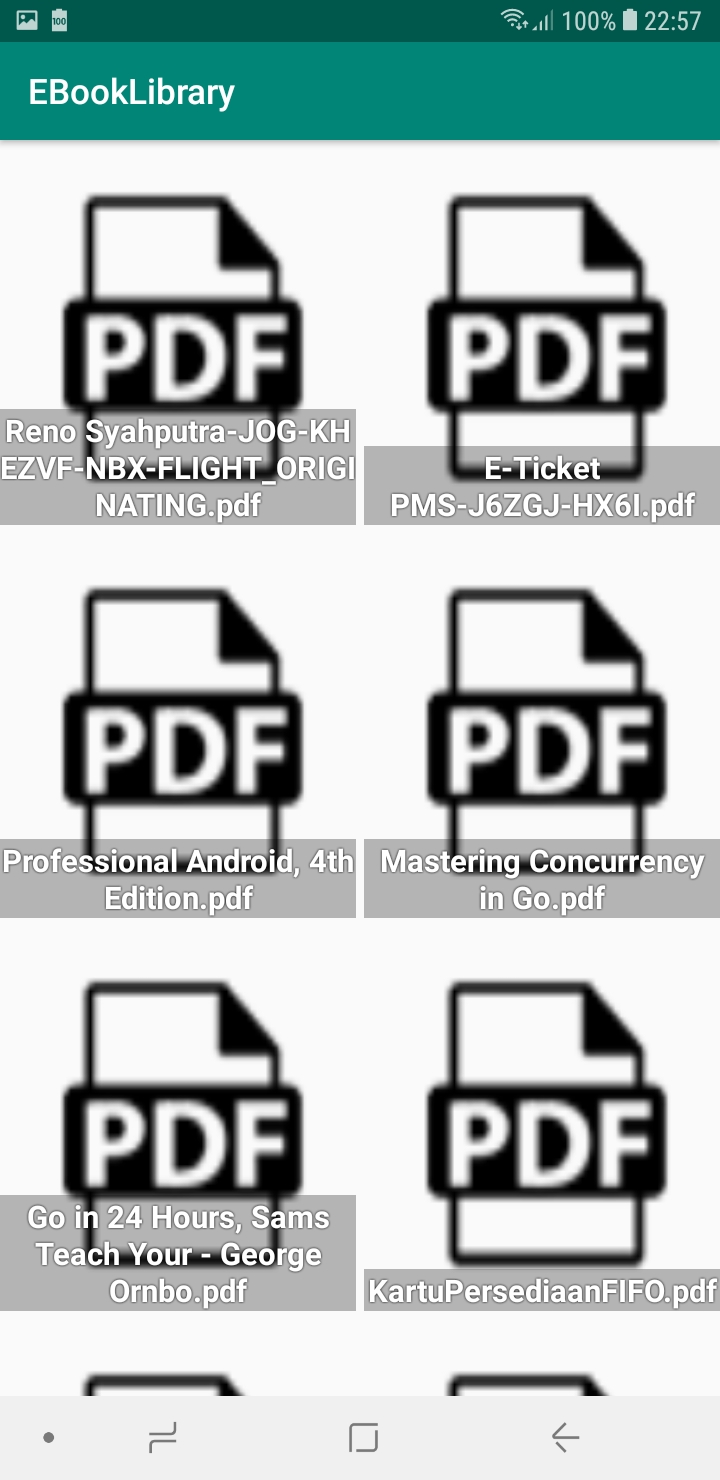 100
100% 22:57
EBookLibrary
PDF
PDF
Reno Syahputra-JOG-KH
EZVF-NBX-FLIGHT_ORIGI
NATING.pdf
E-Ticket
PMS-J6ZGJ-HX6I.pdf
PDF
PDF
Professional Android, 4th
Edition.pdf
Mastering Concurrency
in Go.pdf
PDF
PDF
Go in 24 Hours, Sams
Teach Your - George
Ornbo.pdf
KartuPersediaanFIFO.pdf